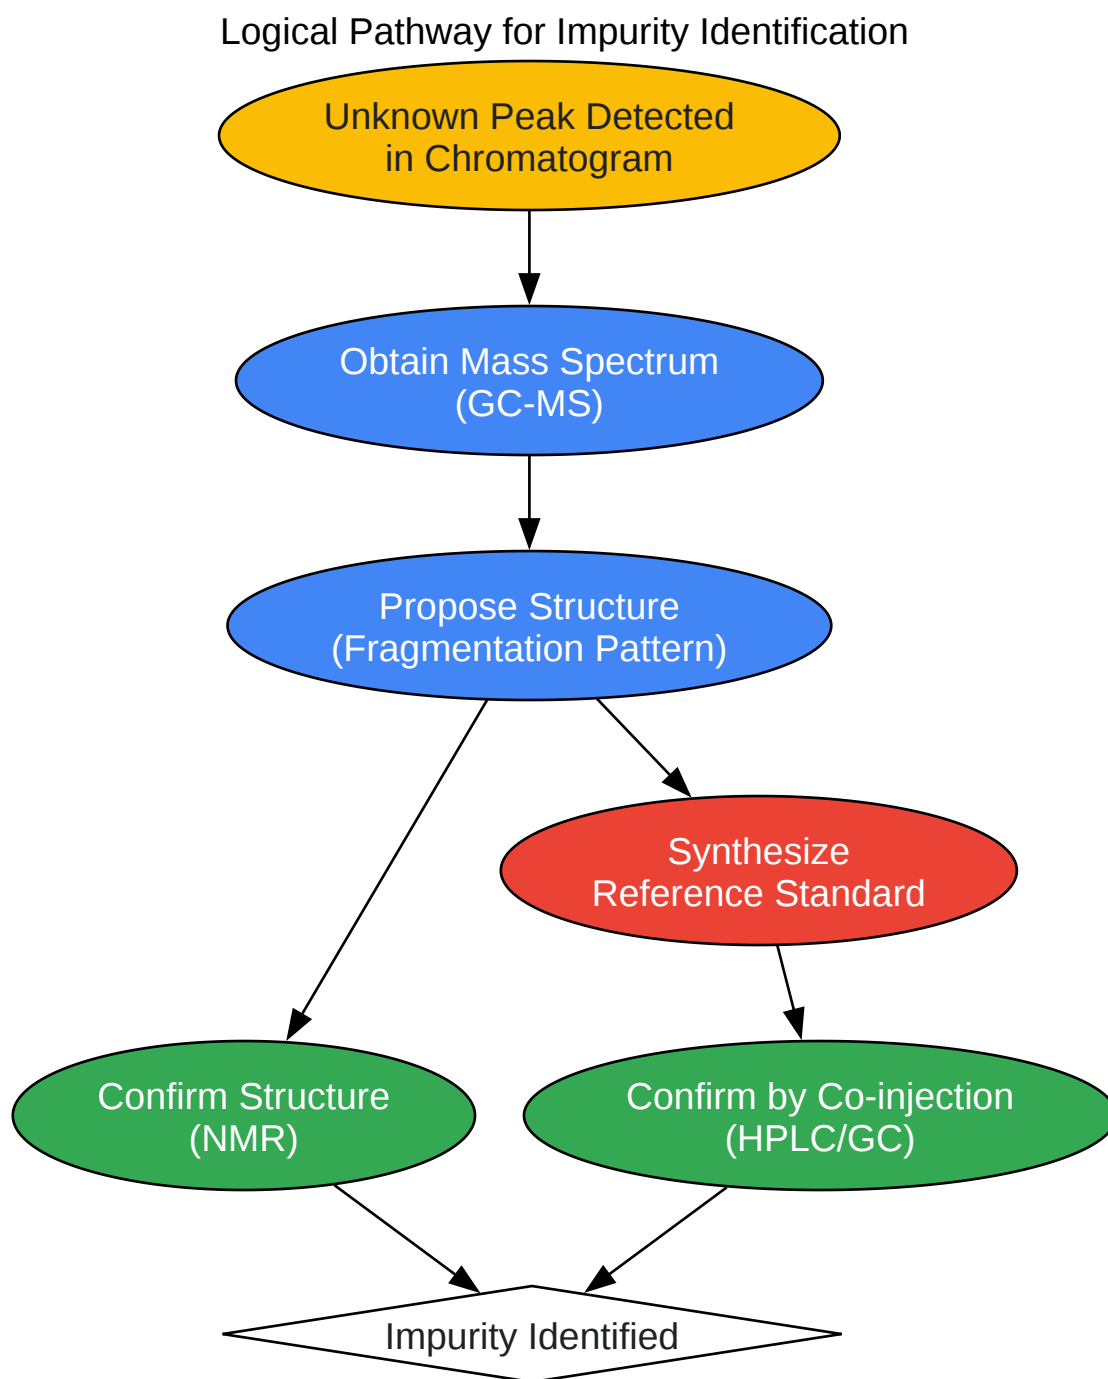 Logical Pathway for Impurity Identification
Unknown Peak Detected
in Chromatogram
Obtain Mass Spectrum
(GC-MS)
Propose Structure
(Fragmentation Pattern)
Synthesize
Reference Standard
Confirm Structure
(NMR)
Confirm by Co-injection
(HPLC/GC)
Impurity Identified